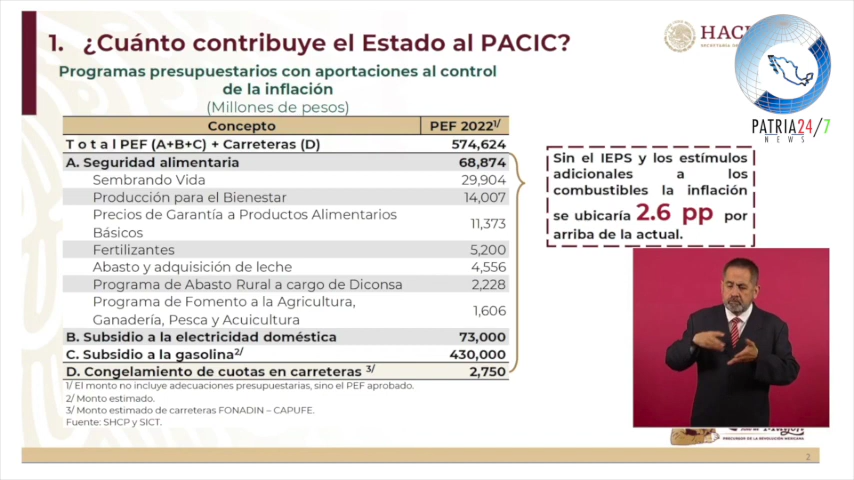 1. ¿Cuánto contribuye el Estado al PACIC?
Programas presupuestarios con aportaciones al control
de la inflación
(Millones de pesos)
Concepto PEF 2022 1/
T o t a l PEF (A+B+C) + Carreteras (D) 574,624
A. Seguridad alimentaria 68,874
Sembrando Vida 29,904
Producción para el Bienestar 14,007
Precios de Garantía a Productos Alimentarios
Básicos 11,373
Fertilizantes 5,200
Abasto y adquisición de leche 4,556
Programa de Abasto Rural a cargo de Diconsa 2,228
Programa de Fomento a la Agricultura,
Ganadería, Pesca y Acuicultura 1,606
B. Subsidio a la electricidad doméstica 73,000
C. Subsidio a la gasolina 2/ 430,000
D. Congelamiento de cuotas en carreteras 3/ 2,750
1/ El monto no incluye adecuaciones presupuestarias, sino el PEF aprobado.
2/ Monto estimado.
3/ Monto estimado de carreteras FONADIN – CAPUFE.
Fuente: SHCP y SICT.
Sin el IEPS y los estímulos
adicionales a los
combustibles la inflación
se ubicaría 2.6 pp por
arriba de la actual.
PATRIA24/7
NEWS
PRECURSOR DE LA REVOLUCIÓN MEXICANA
2